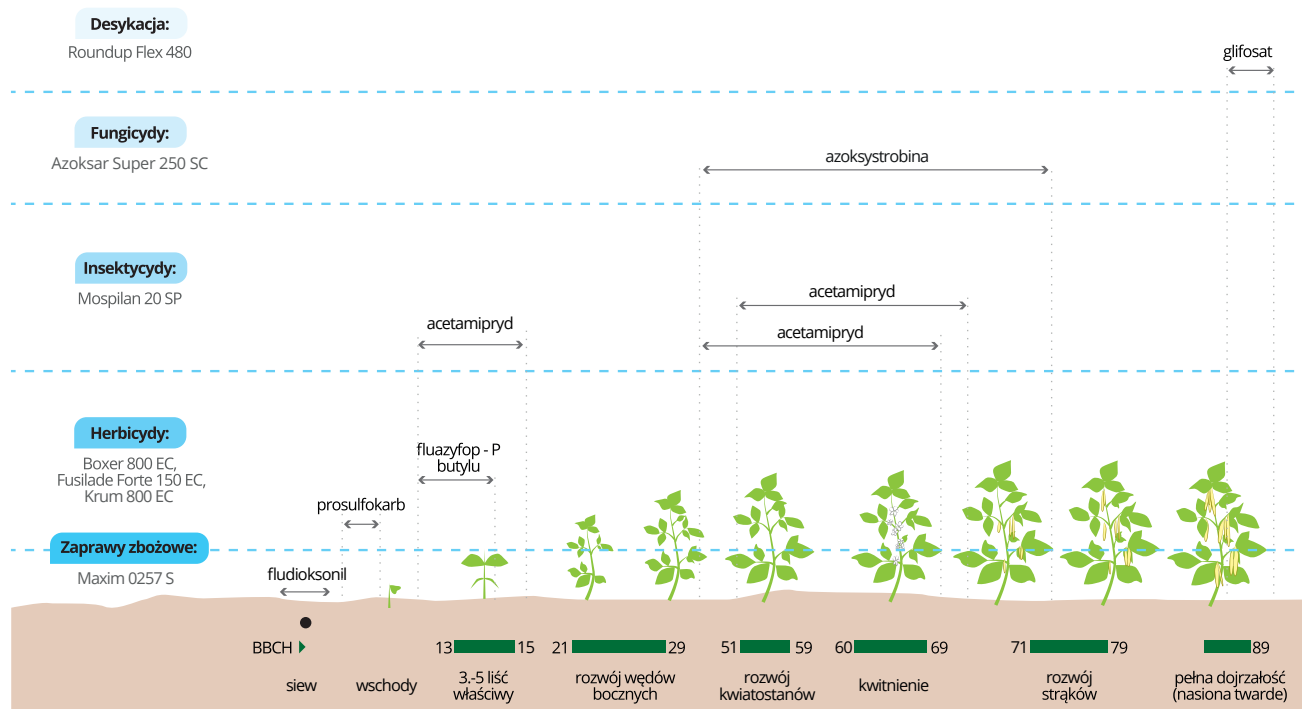 Desykacja:
Roundup Flex 480
glifosat
Fungicydy:
Azoksar Super 250 SC
azoksystrobina
Insektycydy:
Mospilan 20 SP
acetamipryd
acetamipryd
acetamipryd
Herbicydy:
Boxer 800 EC,
Fusilade Forte 150 EC,
Krum 800 EC
fluazyfop - P
butylu
prosulfokarb
Zaprawy zbożowe:
Maxim 0257 S
fludioksonil
BBCH
13 15
21 29
51 59
60 69
71 79
89
siew
wschody
3.-5 liść
właściwy
rozwój wędów
bocznych
rozwój
kwiatostanów
kwitnienie
rozwój
strąków
pełna dojrzałość
(nasiona twarde)